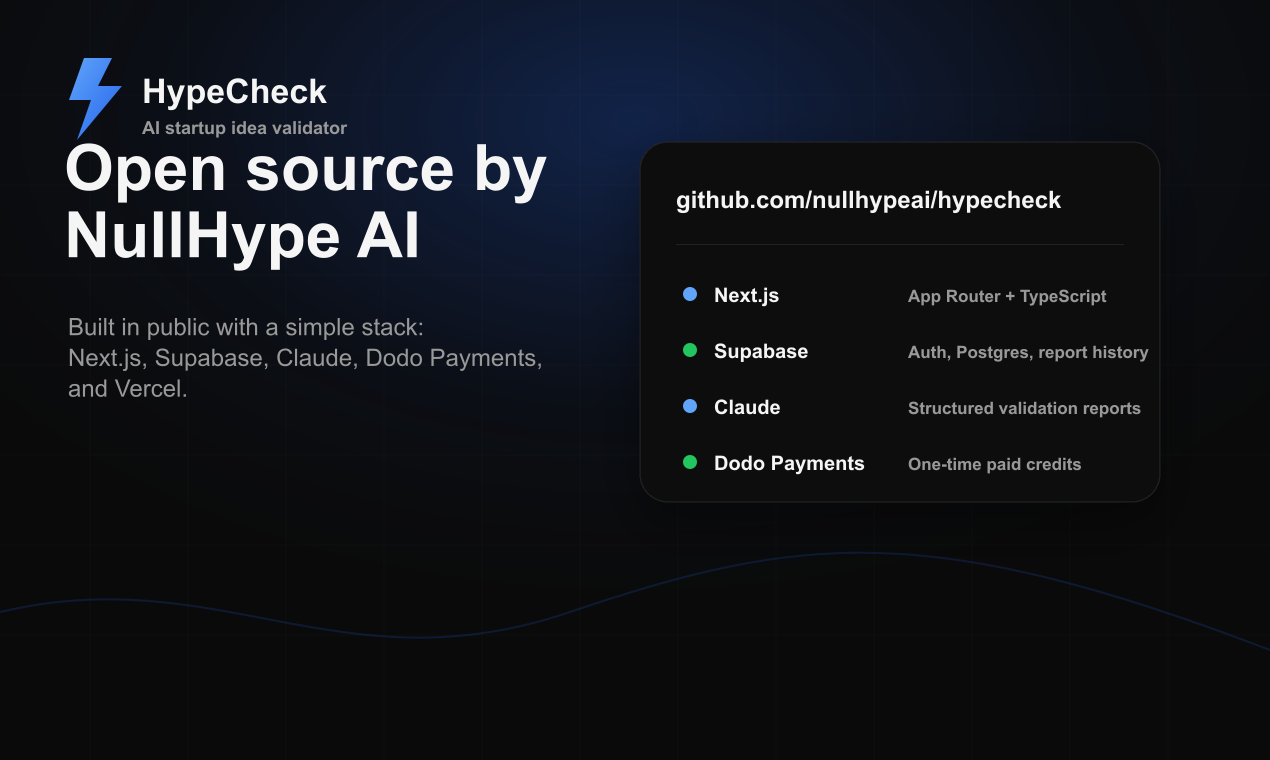 HypeCheck
AI startup idea validator
Open source by
NullHype AI
Built in public with a simple stack:
Next.js, Supabase, Claude, Dodo Payments,
and Vercel.
github.com/nullhypeai/hypecheck
Next.js App Router + TypeScript
Supabase Auth, Postgres, report history
Claude Structured validation reports
Dodo Payments One-time paid credits